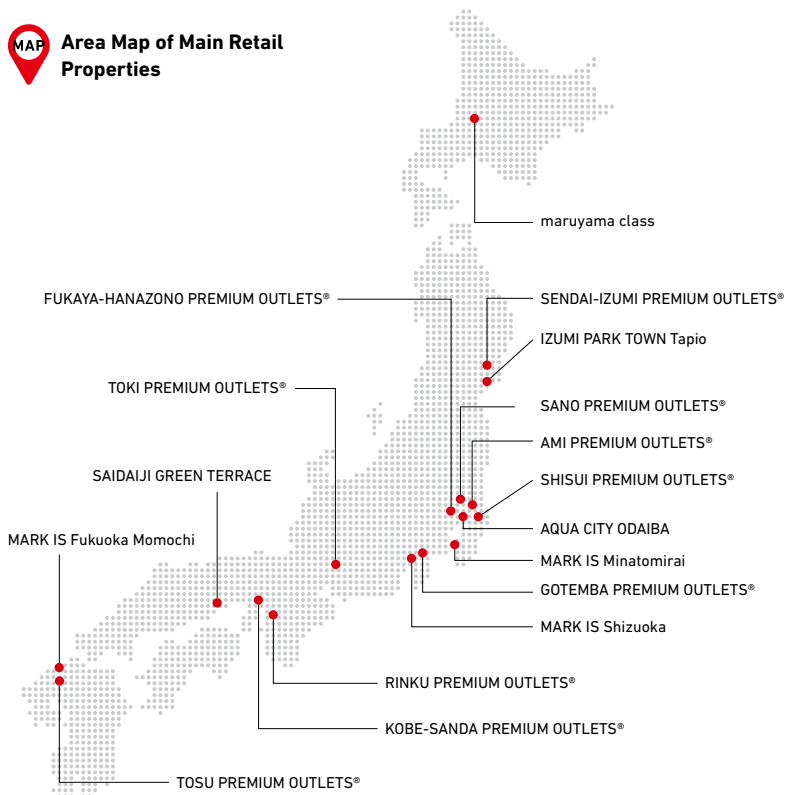 MAP
Area Map of Main Retail
Properties
maruyama class
FUKAYA-HANAZONO PREMIUM OUTLETS®
SENDAI-IZUMI PREMIUM OUTLETS®
IZUMI PARK TOWN Tapio
TOKI PREMIUM OUTLETS®
SANO PREMIUM OUTLETS®
AMI PREMIUM OUTLETS®
SAIDAIJI GREEN TERRACE
SHISUI PREMIUM OUTLETS®
AQUA CITY ODAIBA
MARK IS Fukuoka Momochi
MARK IS Minatomirai
GOTEMBA PREMIUM OUTLETS®
MARK IS Shizuoka
RINKU PREMIUM OUTLETS®
KOBE-SANDA PREMIUM OUTLETS®
TOSU PREMIUM OUTLETS®